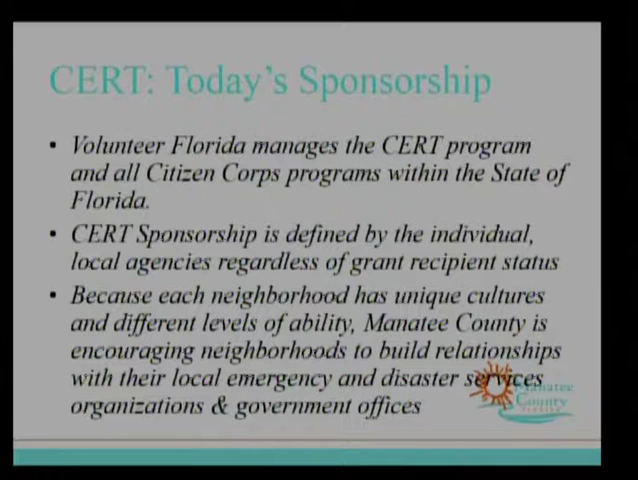 CERT: Today's Sponsorship
• Volunteer Florida manages the CERT program
and all Citizen Corps programs within the State of
Florida.
• CERT Sponsorship is defined by the individual,
local agencies regardless of grant recipient status
• Because each neighborhood has unique cultures
and different levels of ability, Manatee County is
encouraging neighborhoods to build relationships
with their local emergency and disaster services
organizations & government offices
Manatee
County
FLORIDA